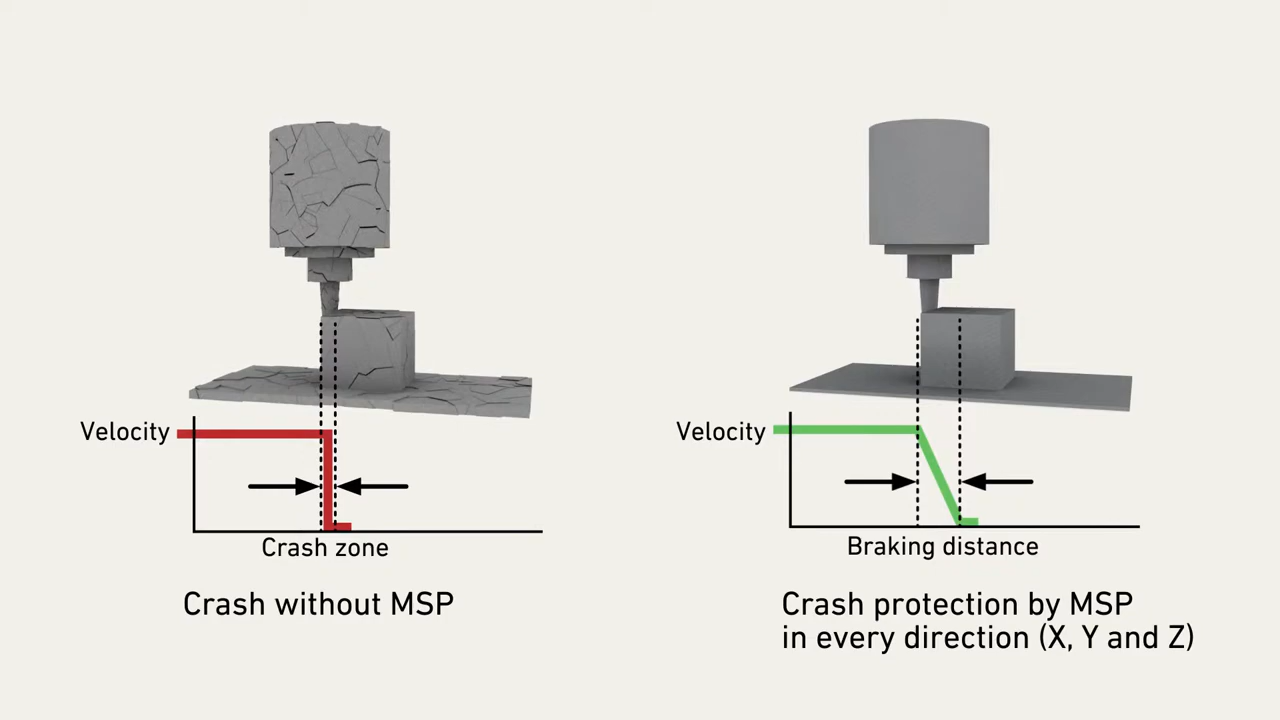 Velocity
Crash zone
Crash without MSP
Velocity
Braking distance
Crash protection by MSP
in every direction (X, Y and Z)